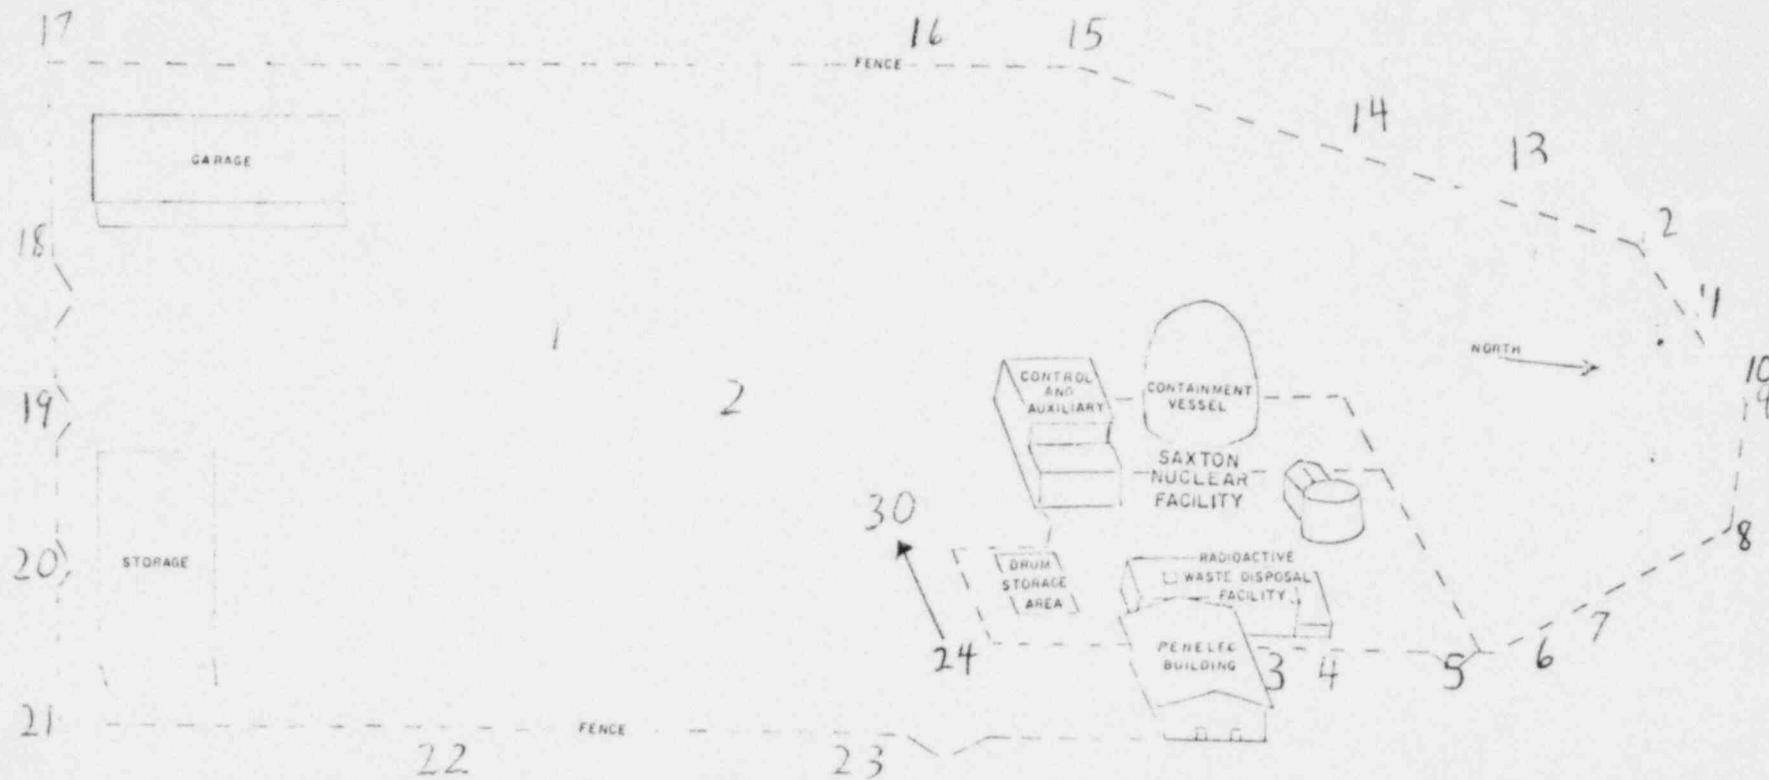 17
16
15
FENCE
14
13
GARAGE
2
18
11
1
NORTH
10
9
CONTROL
AND
AUXILIARY
CONTAINMENT
VESSEL
19
2
SAXTON
NUCLEAR
FACILITY
30
8
20
STORAGE
DRUM
STORAGE
AREA
RADIOACTIVE
WASTE DISPOSAL
FACILITY
7
24
PENELEC
BUILDING
3
4
5
6
21
FENCE
22
23